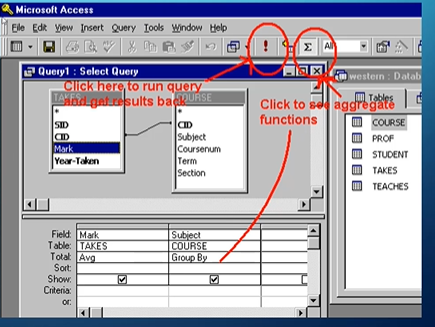 Microsoft Access
File Edit View Insert Query Tools Window Help
! Σ All
Query1 : Select Query
western : Datab
Click here to run query
and get results back
Click to see aggregate
functions
TAKES
*
SID
CID
Mark
Year-Taken
COURSE
*
CID
Subject
Coursenum
Term
Section
Tables
COURSE
PROF
STUDENT
TAKES
TEACHES
Field: Mark Subject
Table: TAKES COURSE
Total: Avg Group By
Sort:
Show:
Criteria:
or: